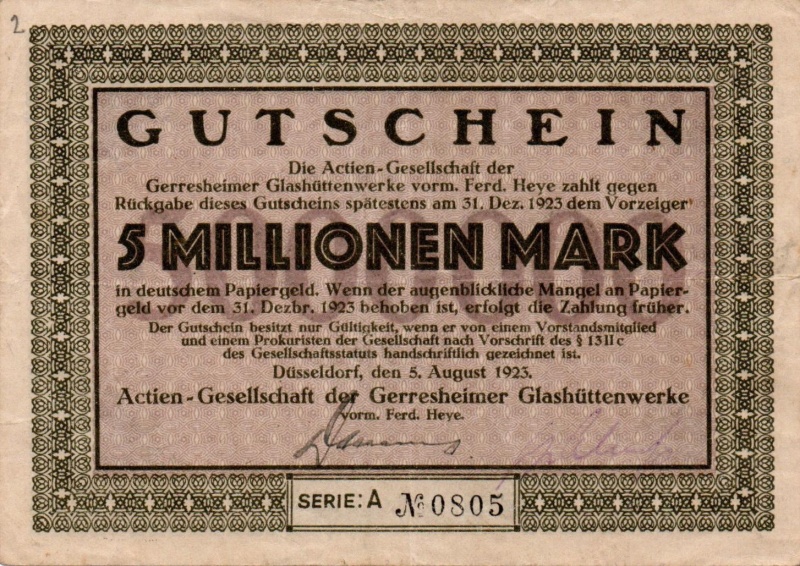 2
GUTSCHEIN
Die Actien-Gesellschaft der
Gerresheimer Glashüttenwerke vorm. Ferd. Heye zahlt gegen
Rückgabe dieses Gutscheins spätestens am 31. Dez. 1923 dem Vorzeiger
5 MILLIONEN MARK
in deutschem Papiergeld. Wenn der augenblickliche Mangel an Papier-
geld vor dem 31. Dezbr. 1923 behoben ist, erfolgt die Zahlung früher.
Der Gutschein besitzt nur Gültigkeit, wenn er von einem Vorstandsmitglied
und einem Prokuristen der Gesellschaft nach Vorschrift des § 13 II c
des Gesellschaftsstatuts handschriftlich gezeichnet ist.
Düsseldorf, den 5. August 1923.
Actien-Gesellschaft der Gerresheimer Glashüttenwerke
vorm. Ferd. Heye.
SERIE: A № 0805